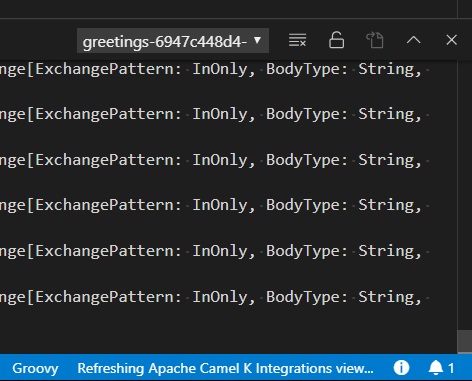 greetings-6947c448d4-
nge[ExchangePattern: InOnly, BodyType: String,
nge[ExchangePattern: InOnly, BodyType: String,
nge[ExchangePattern: InOnly, BodyType: String,
nge[ExchangePattern: InOnly, BodyType: String,
nge[ExchangePattern: InOnly, BodyType: String,
nge[ExchangePattern: InOnly, BodyType: String,
Groovy Refreshing Apache Camel K Integrations view... 1